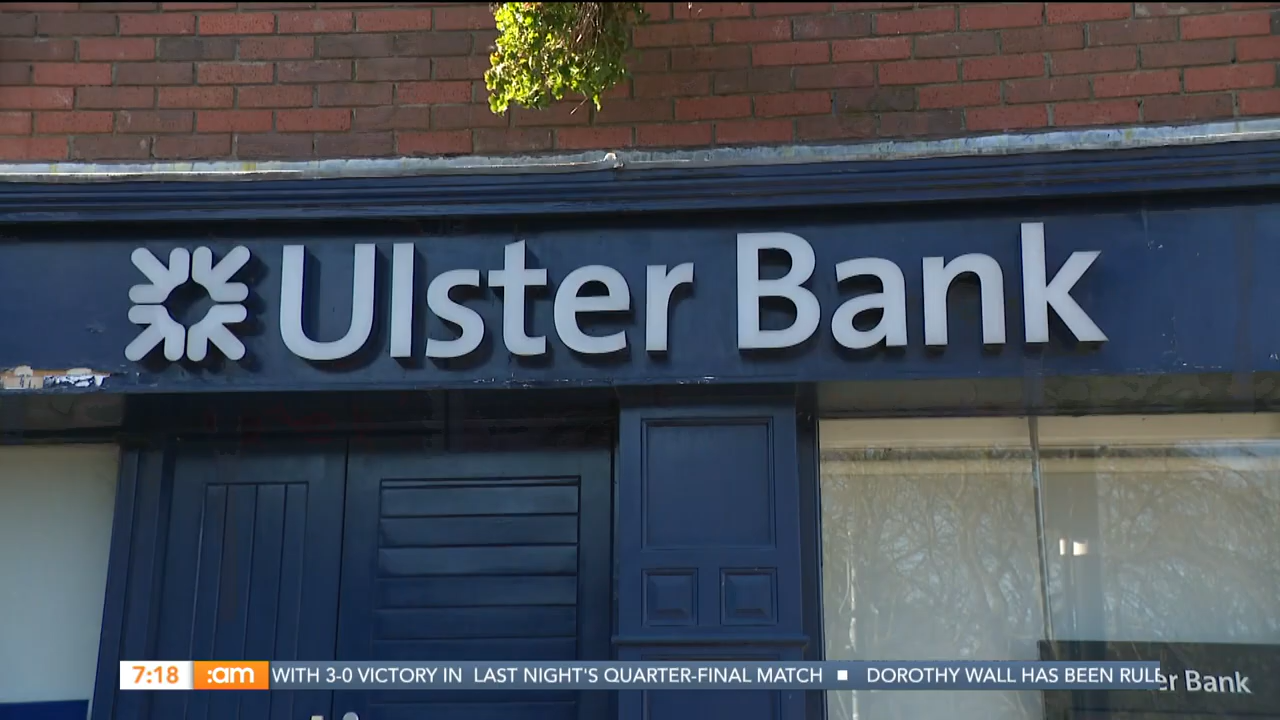 Ulster Bank
7:18 :am WITH 3-0 VICTORY IN LAST NIGHT'S QUARTER-FINAL MATCH ■ DOROTHY WALL HAS BEEN RULE
er Bank